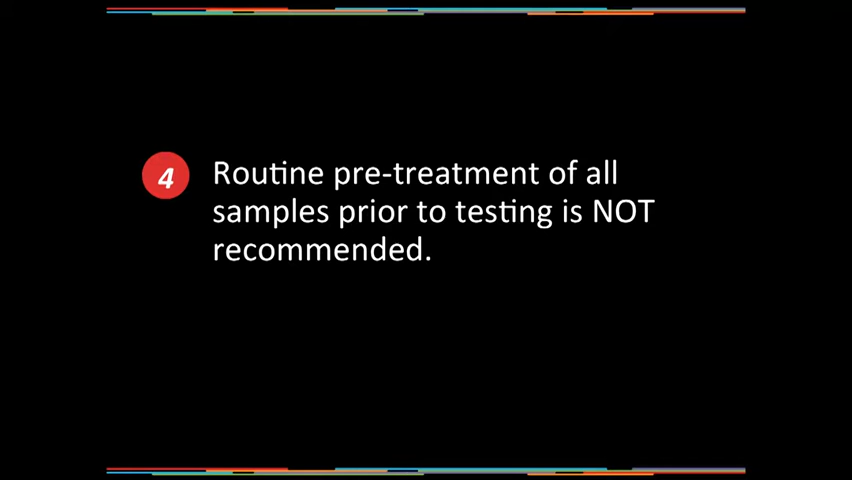 4
Routine pre-treatment of all
samples prior to testing is NOT
recommended.